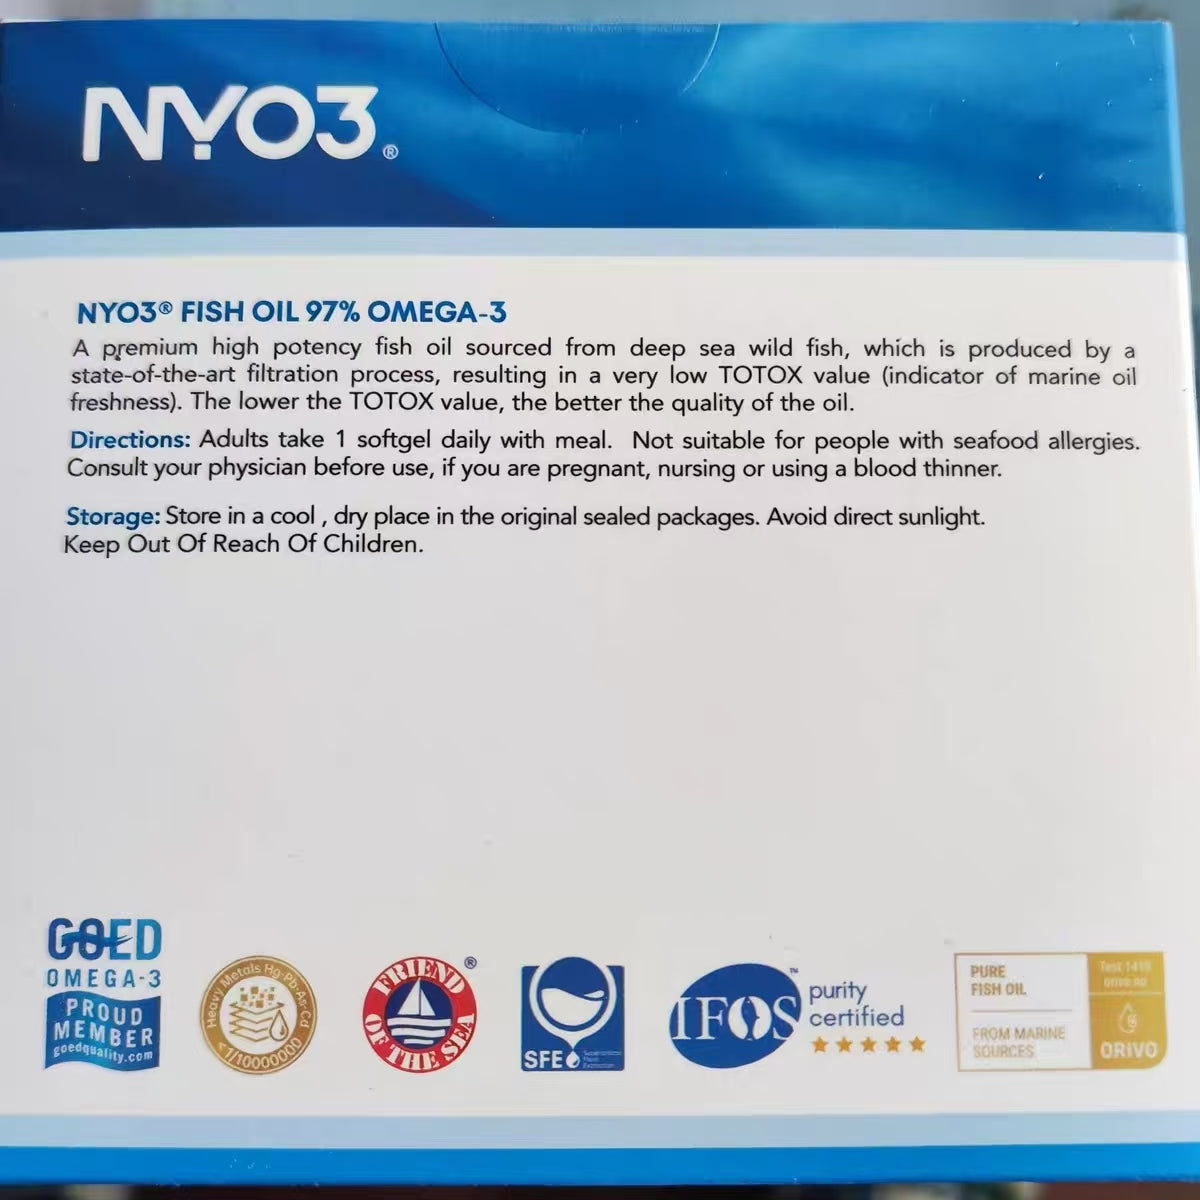 NYO3®
NYO3® FISH OIL 97% OMEGA-3
A premium high potency fish oil sourced from deep sea wild fish, which is produced by a
state-of-the-art filtration process, resulting in a very low TOTOX value (indicator of marine oil
freshness). The lower the TOTOX value, the better the quality of the oil.
Directions: Adults take 1 softgel daily with meal. Not suitable for people with seafood allergies.
Consult your physician before use, if you are pregnant, nursing or using a blood thinner.
Storage: Store in a cool , dry place in the original sealed packages. Avoid direct sunlight.
Keep Out Of Reach Of Children.
GOED
OMEGA-3
PROUD
MEMBER
goedquality.com
Heavy Metals Hg·Pb·As·Cd
<1/10000000
FRIEND
OF THE SEA
®
SFE
IFOS™
purity
certified
PURE
FISH OIL
FROM MARINE
SOURCES
orivo.no
ORIVO